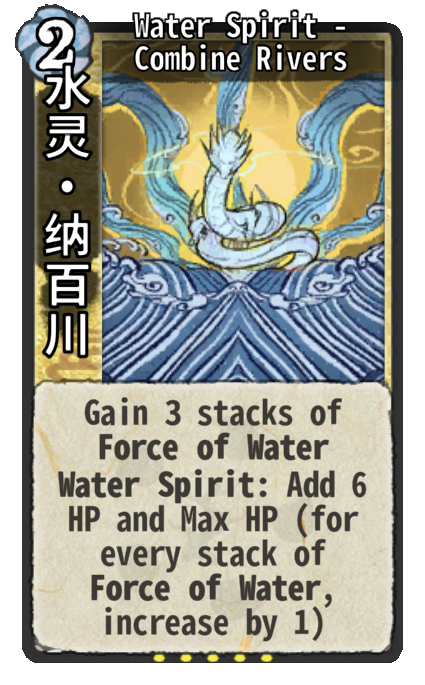 2
Water Spirit -
Combine Rivers
水灵·纳百川
Gain 3 stacks of
Force of Water
Water Spirit: Add 6
HP and Max HP (for
every stack of
Force of Water,
increase by 1)